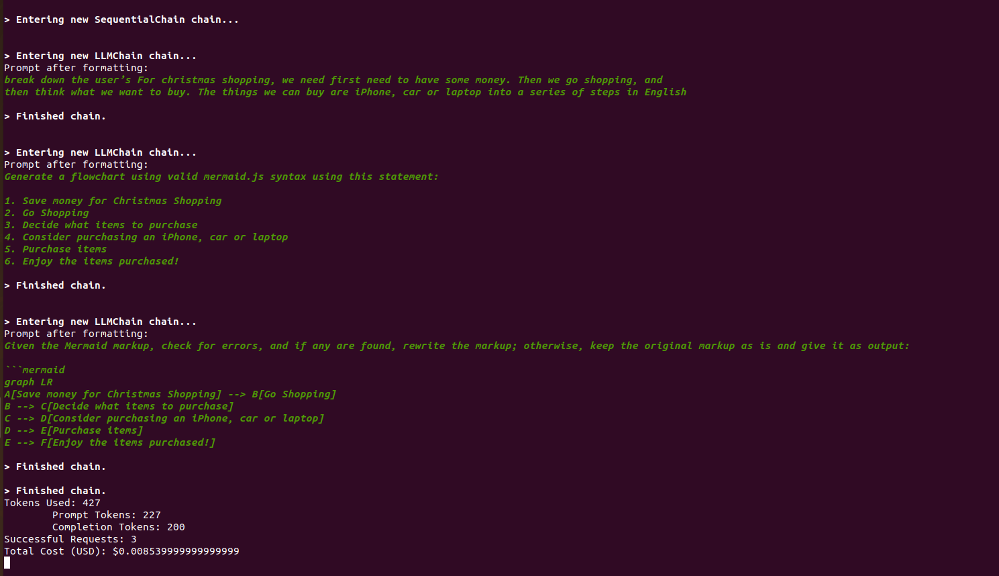 > Entering new SequentialChain chain...
> Entering new LLMChain chain...
Prompt after formatting:
break down the user’s For christmas shopping, we need first need to have some money. Then we go shopping, and
then think what we want to buy. The things we can buy are iPhone, car or laptop into a series of steps in English
> Finished chain.
> Entering new LLMChain chain...
Prompt after formatting:
Generate a flowchart using valid mermaid.js syntax using this statement:
1. Save money for Christmas Shopping
2. Go Shopping
3. Decide what items to purchase
4. Consider purchasing an iPhone, car or laptop
5. Purchase items
6. Enjoy the items purchased!
> Finished chain.
> Entering new LLMChain chain...
Prompt after formatting:
Given the Mermaid markup, check for errors, and if any are found, rewrite the markup; otherwise, keep the original markup as is and give it as output:
```mermaid
graph LR
A[Save money for Christmas Shopping] --> B[Go Shopping]
B --> C[Decide what items to purchase]
C --> D[Consider purchasing an iPhone, car or laptop]
D --> E[Purchase items]
E --> F[Enjoy the items purchased!]
> Finished chain.
> Finished chain.
Tokens Used: 427
Prompt Tokens: 227
Completion Tokens: 200
Successful Requests: 3
Total Cost (USD): $0.008539999999999999